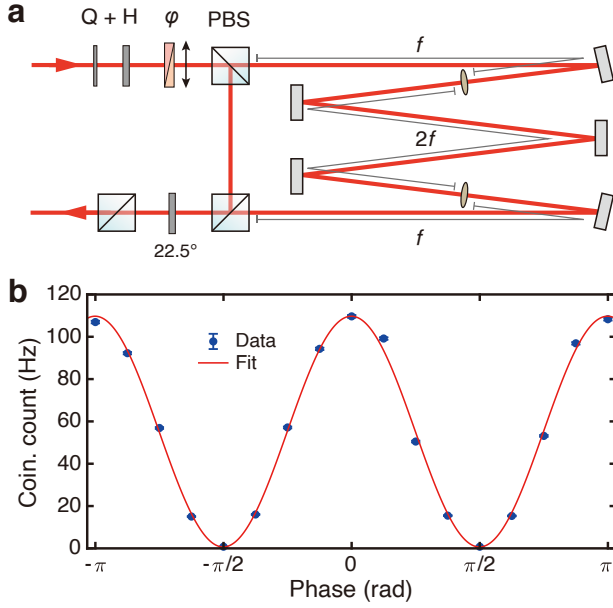 a
Q + H
φ
PBS
f
2f
f
22.5°
b
120
100
80
60
40
20
0
Coin. count (Hz)
Data
Fit
-π
-π/2
0
π/2
π
Phase (rad)